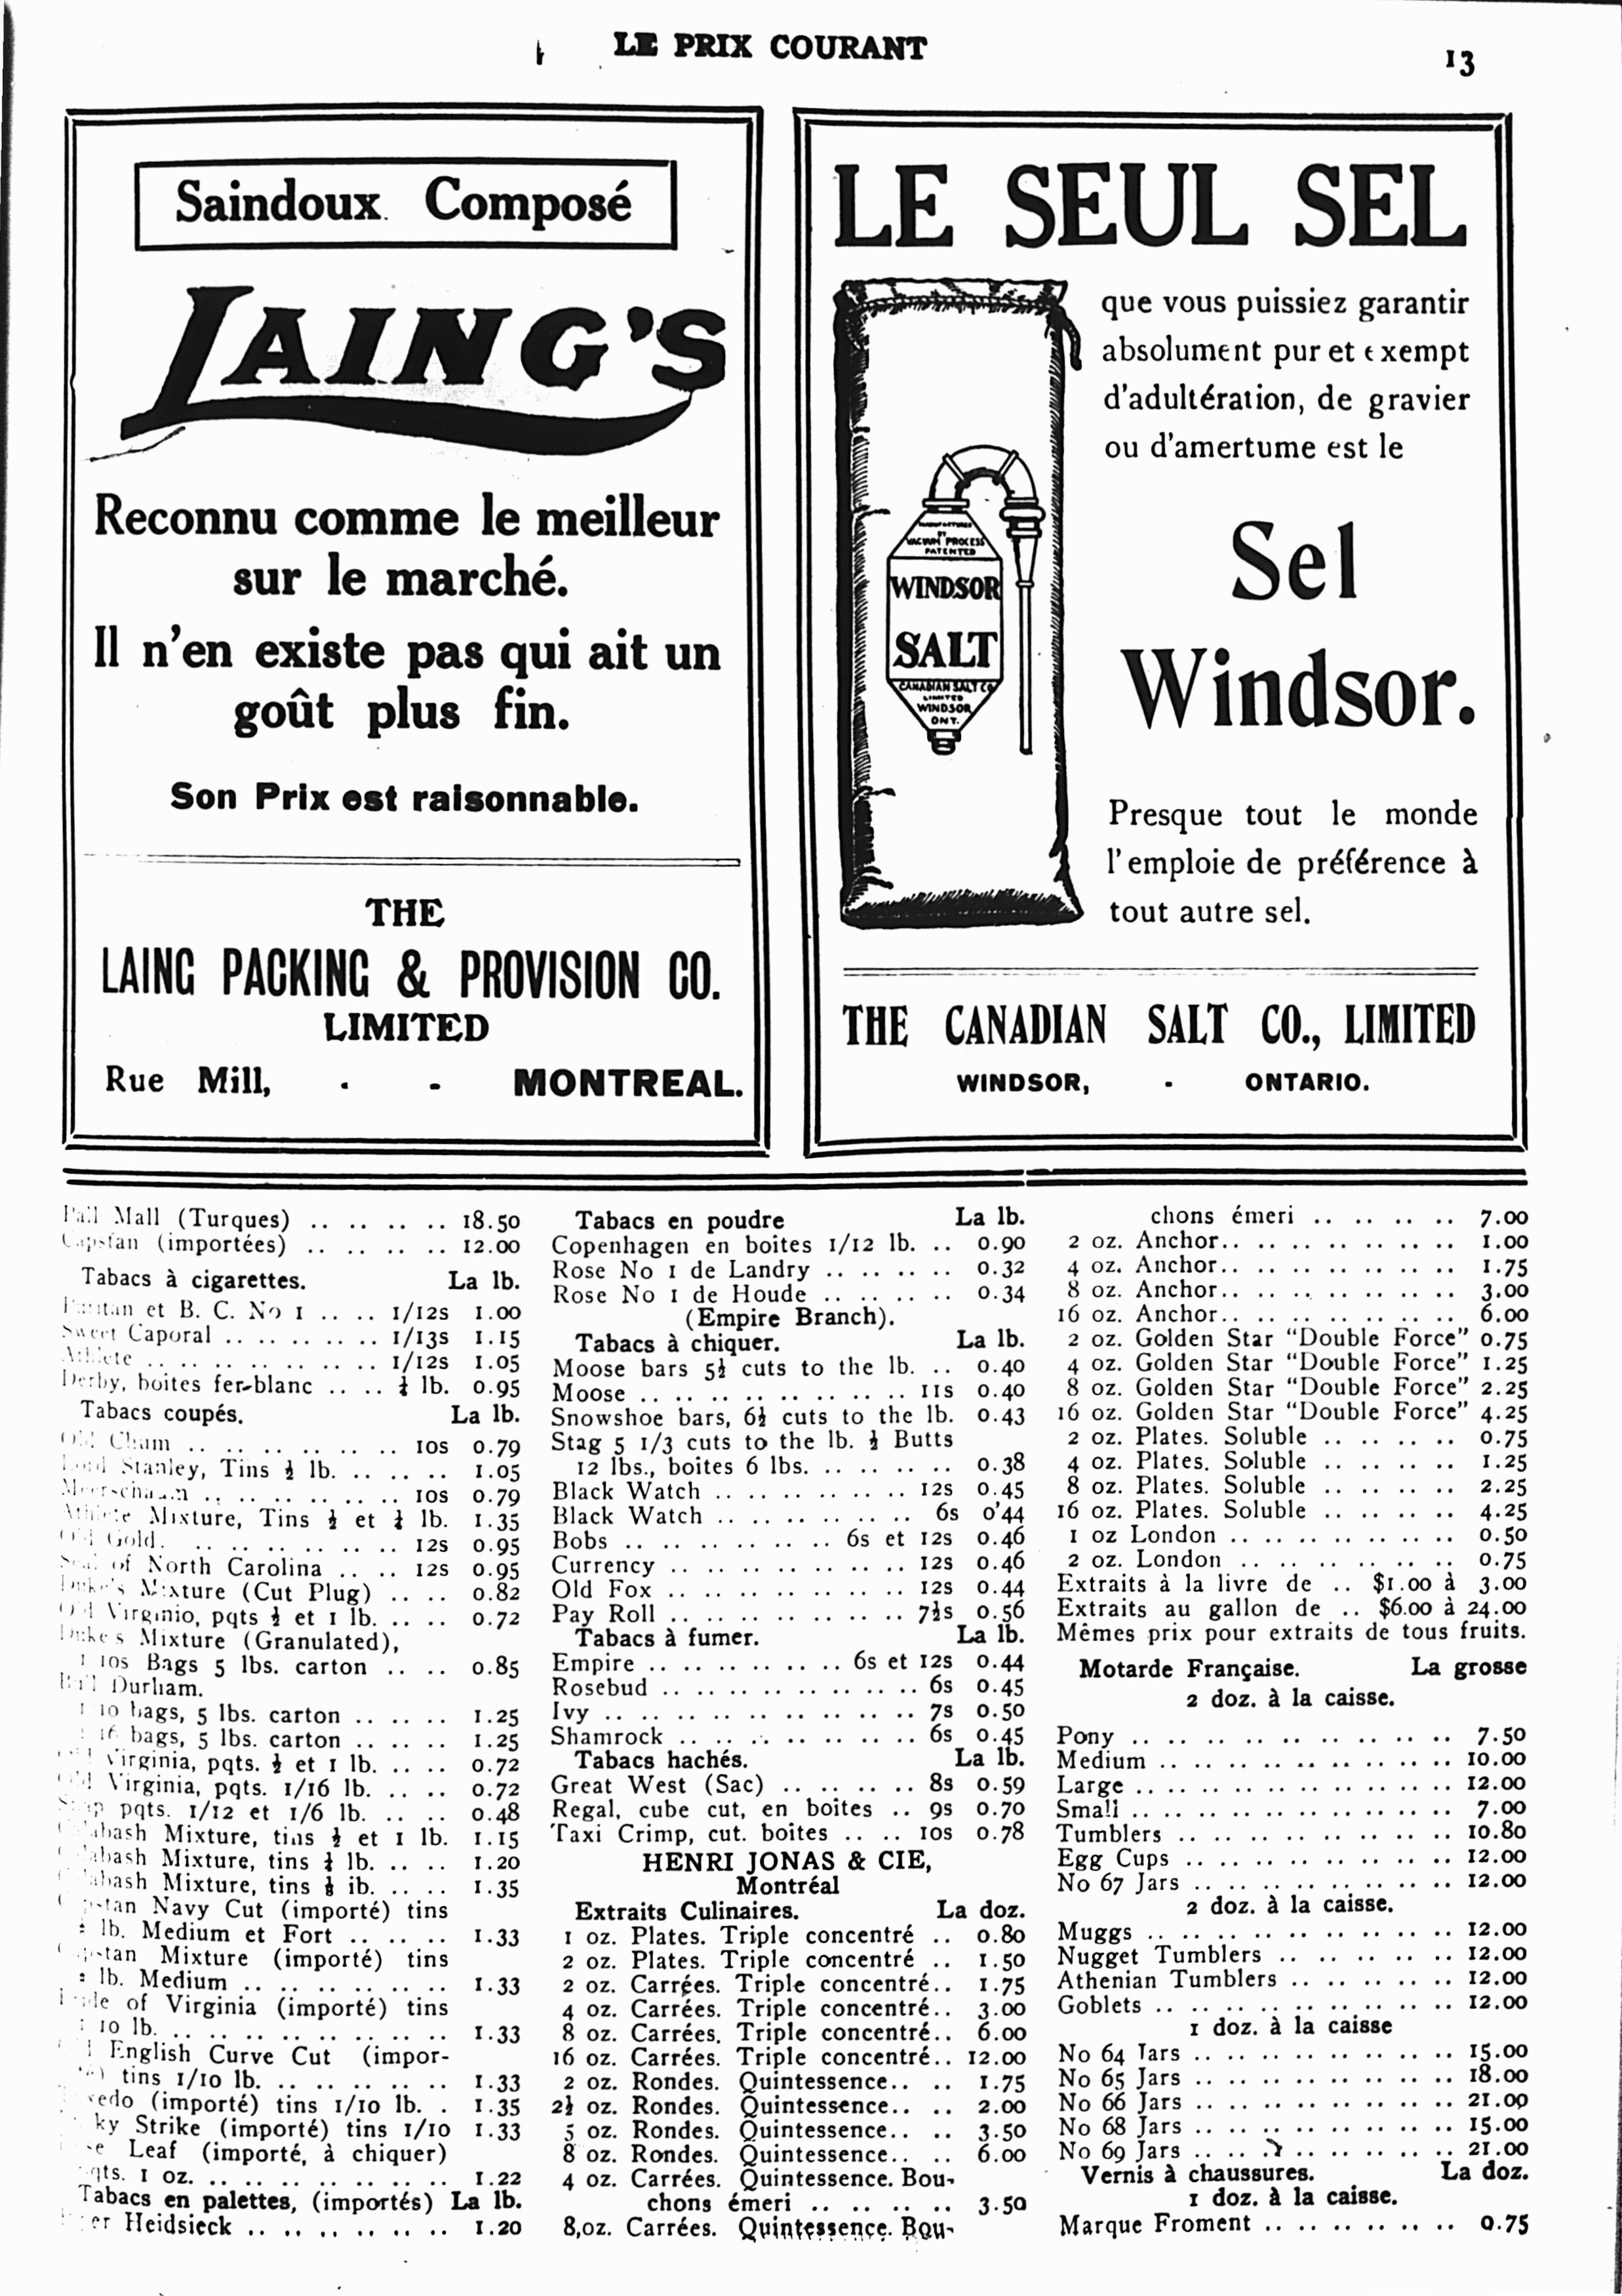 LE PRIX COURANT
13
Saindoux Composé
LAING'S
Reconnu comme le meilleur
sur le marché.
Il n'en existe pas qui ait un
goût plus fin.
Son Prix est raisonnable.
THE
LAING PACKING & PROVISION CO.
LIMITED
Rue Mill, - - MONTREAL.
LE SEUL SEL
que vous puissiez garantir
absolument pur et exempt
d'adultération, de gravier
ou d'amertume est le
MANUFACTURED
BY
VACUUM PROCESS
PATENTED
WINDSOR
SALT
CANADIAN SALT CO
LIMITED
WINDSOR
ONT.
Sel
Windsor.
Presque tout le monde
l'emploie de préférence à
tout autre sel.
THE CANADIAN SALT CO., LIMITED
WINDSOR, - ONTARIO.
Pall Mall (Turques) .. .. .. .. 18.50
Capstan (importées) .. .. .. .. 12.00
Tabacs à cigarettes. La lb.
Puritan et B. C. No 1 .. .. 1/12s 1.00
Sweet Caporal .. .. .. .. .. 1/13s 1.15
Athlete .. .. .. .. .. .. .. 1/12s 1.05
Derby, boites fer-blanc .. .. ¼ lb. 0.95
Tabacs coupés. La lb.
Old Chum .. .. .. .. .. .. 10s 0.79
Lord Stanley, Tins ½ lb. .. .. .. 1.05
Meerschaum .. .. .. .. .. .. 10s 0.79
Athlete Mixture, Tins ½ et ¼ lb. 1.35
Old Gold. .. .. .. .. .. .. 12s 0.95
Seal of North Carolina .. .. 12s 0.95
Duke's Mixture (Cut Plug) .. .. 0.82
Old Virginio, pqts ½ et 1 lb. .. .. 0.72
Duke's Mixture (Granulated),
10s Bags 5 lbs. carton .. .. 0.85
Bull Durham.
10 bags, 5 lbs. carton .. .. .. 1.25
16 bags, 5 lbs. carton .. .. .. 1.25
Old Virginia, pqts. ½ et 1 lb. .. .. 0.72
Old Virginia, pqts. 1/16 lb. .. .. 0.72
pqts. 1/12 et 1/6 lb. .. .. 0.48
Calabash Mixture, tins ½ et 1 lb. 1.15
Calabash Mixture, tins ¼ lb. .. .. 1.20
Calabash Mixture, tins ⅛ ib. .. .. 1.35
Capstan Navy Cut (importé) tins
lb. Medium et Fort .. .. .. 1.33
Capstan Mixture (importé) tins
lb. Medium .. .. .. .. .. .. 1.33
of Virginia (importé) tins
10 lb. .. .. .. .. .. .. .. .. 1.33
English Curve Cut (impor-
tins 1/10 lb. .. .. .. .. .. 1.33
(importé) tins 1/10 lb. . 1.35
Strike (importé) tins 1/10 1.33
Leaf (importé, à chiquer)
pqts. 1 oz. .. .. .. .. .. .. .. 1.22
Tabacs en palettes, (importés) La lb.
Heidsieck .. .. .. .. .. .. 1.20
Tabacs en poudre La lb.
Copenhagen en boites 1/12 lb. .. 0.90
Rose No 1 de Landry .. .. .. .. 0.32
Rose No 1 de Houde .. .. .. .. 0.34
(Empire Branch).
Tabacs à chiquer. La lb.
Moose bars 5½ cuts to the lb. .. 0.40
Moose .. .. .. .. .. .. .. .. 11s 0.40
Snowshoe bars, 6½ cuts to the lb. 0.43
Stag 5 1/3 cuts to the lb. ½ Butts
12 lbs., boites 6 lbs. .. .. .. .. 0.38
Black Watch .. .. .. .. .. .. 12s 0.45
Black Watch .. .. .. .. .. .. 6s 0'44
Bobs .. .. .. .. .. .. 6s et 12s 0.46
Currency .. .. .. .. .. .. .. 12s 0.46
Old Fox .. .. .. .. .. .. .. 12s 0.44
Pay Roll .. .. .. .. .. .. .. 7½s 0.56
Tabacs à fumer. La lb.
Empire .. .. .. .. .. .. 6s et 12s 0.44
Rosebud .. .. .. .. .. .. .. .. 6s 0.45
Ivy .. .. .. .. .. .. .. .. .. 7s 0.50
Shamrock .. .. .. .. .. .. .. .. 6s 0.45
Tabacs hachés. La lb.
Great West (Sac) .. .. .. .. 8s 0.59
Regal, cube cut, en boites .. 9s 0.70
Taxi Crimp, cut. boites .. .. 10s 0.78
HENRI JONAS & CIE,
Montréal
Extraits Culinaires. La doz.
1 oz. Plates. Triple concentré .. 0.80
2 oz. Plates. Triple concentré .. 1.50
2 oz. Carrées. Triple concentré.. 1.75
4 oz. Carrées. Triple concentré.. 3.00
8 oz. Carrées. Triple concentré.. 6.00
16 oz. Carrées. Triple concentré.. 12.00
2 oz. Rondes. Quintessence.. .. 1.75
2½ oz. Rondes. Quintessence.. .. 2.00
5 oz. Rondes. Quintessence.. .. 3.50
8 oz. Rondes. Quintessence.. .. 6.00
4 oz. Carrées. Quintessence. Bou-
chons émeri .. .. .. .. .. 3.50
8,oz. Carrées. Quintessence. Bou-
chons émeri .. .. .. .. .. 7.00
2 oz. Anchor.. .. .. .. .. .. .. 1.00
4 oz. Anchor.. .. .. .. .. .. .. 1.75
8 oz. Anchor.. .. .. .. .. .. .. 3.00
16 oz. Anchor.. .. .. .. .. .. .. 6.00
2 oz. Golden Star "Double Force" 0.75
4 oz. Golden Star "Double Force" 1.25
8 oz. Golden Star "Double Force" 2.25
16 oz. Golden Star "Double Force" 4.25
2 oz. Plates. Soluble .. .. .. .. 0.75
4 oz. Plates. Soluble .. .. .. .. 1.25
8 oz. Plates. Soluble .. .. .. .. 2.25
16 oz. Plates. Soluble .. .. .. .. 4.25
1 oz London .. .. .. .. .. .. .. 0.50
2 oz. London .. .. .. .. .. .. 0.75
Extraits à la livre de .. $1.00 à 3.00
Extraits au gallon de .. $6.00 à 24.00
Mêmes prix pour extraits de tous fruits.
Motarde Française. La grosse
2 doz. à la caisse.
Pony .. .. .. .. .. .. .. .. .. 7.50
Medium .. .. .. .. .. .. .. .. 10.00
Large .. .. .. .. .. .. .. .. .. 12.00
Small .. .. .. .. .. .. .. .. .. 7.00
Tumblers .. .. .. .. .. .. .. .. 10.80
Egg Cups .. .. .. .. .. .. .. .. 12.00
No 67 Jars .. .. .. .. .. .. .. 12.00
2 doz. à la caisse.
Muggs .. .. .. .. .. .. .. .. .. 12.00
Nugget Tumblers .. .. .. .. .. 12.00
Athenian Tumblers .. .. .. .. .. 12.00
Goblets .. .. .. .. .. .. .. .. 12.00
1 doz. à la caisse
No 64 Jars .. .. .. .. .. .. .. 15.00
No 65 Jars .. .. .. .. .. .. .. 18.00
No 66 Jars .. .. .. .. .. .. .. 21.00
No 68 Jars .. .. .. .. .. .. .. 15.00
No 69 Jars .. .. .. .. .. .. .. 21.00
Vernis à chaussures. La doz.
1 doz. à la caisse.
Marque Froment .. .. .. .. .. 0.75